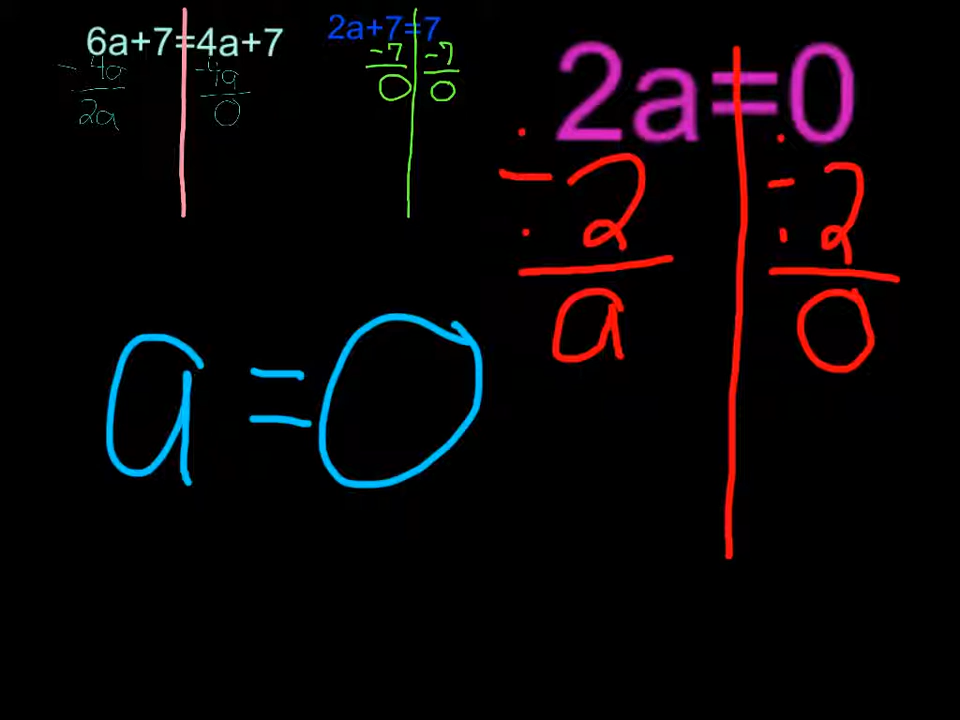 6a+7=4a+7
-4a -4a
2a 0
2a+7=7
-7 -7
0 0
2a=0
÷2 ÷2
a 0
a=0